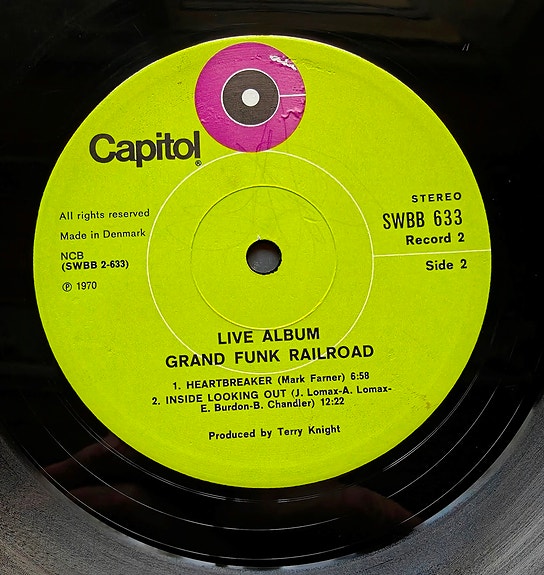 Capitol®
All rights reserved
Made in Denmark
NCB
(SWBB 2-633)
℗ 1970
STEREO
SWBB 633
Record 2
Side 2
LIVE ALBUM
GRAND FUNK RAILROAD
1. HEARTBREAKER (Mark Farner) 6:58
2. INSIDE LOOKING OUT (J. Lomax-A. Lomax-
E. Burdon-B. Chandler) 12:22
Produced by Terry Knight